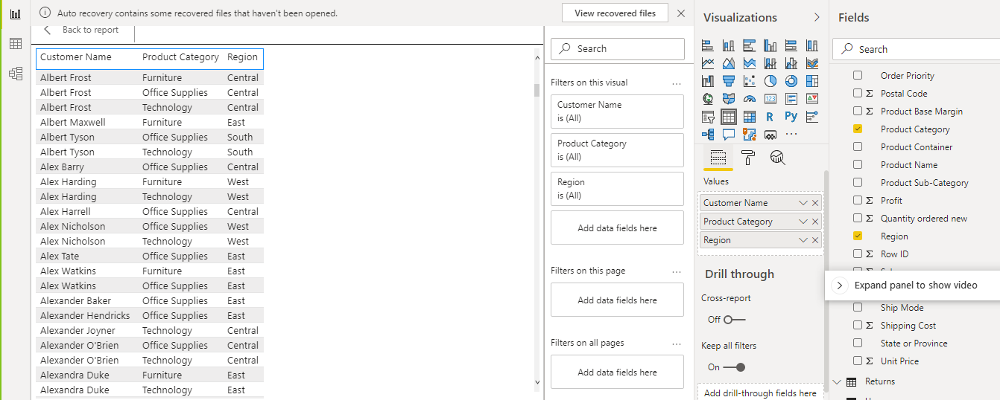 Auto recovery contains some recovered files that haven't been opened.
View recovered files
Back to report
Customer Name Product Category Region
Albert Frost Furniture Central
Albert Frost Office Supplies Central
Albert Frost Technology Central
Albert Maxwell Furniture East
Albert Tyson Office Supplies South
Albert Tyson Technology South
Alex Barry Office Supplies Central
Alex Harding Furniture West
Alex Harding Technology West
Alex Harrell Office Supplies Central
Alex Nicholson Office Supplies West
Alex Nicholson Technology West
Alex Tate Office Supplies East
Alex Watkins Furniture East
Alex Watkins Office Supplies East
Alexander Baker Office Supplies East
Alexander Hendricks Office Supplies East
Alexander Joyner Technology Central
Alexander O'Brien Office Supplies Central
Alexander O'Brien Technology Central
Alexandra Duke Furniture East
Alexandra Duke Technology East
Search
Filters on this visual
Customer Name
is (All)
Product Category
is (All)
Region
is (All)
Add data fields here
Filters on this page
Add data fields here
Filters on all pages
Add data fields here
Visualizations
123
R
Py
Values
Customer Name
Product Category
Region
Drill through
Cross-report
Off
Keep all filters
On
Add drill-through fields here
Fields
Search
Order Priority
Σ Postal Code
Σ Product Base Margin
Product Category
Product Container
Product Name
Product Sub-Category
Σ Profit
Σ Quantity ordered new
Region
Σ Row ID
Expand panel to show video
Ship Mode
Σ Shipping Cost
State or Province
Σ Unit Price
Returns